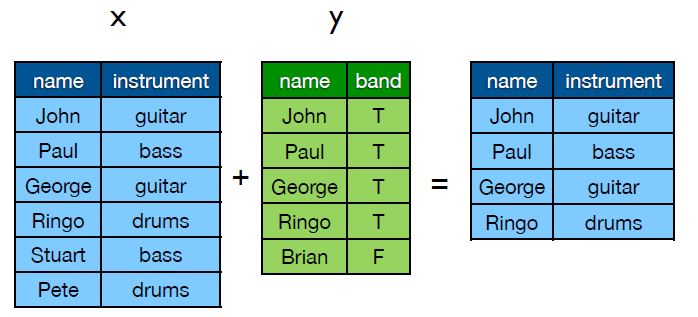 x y
name instrument name band name instrument
John guitar John T John guitar
Paul bass Paul T Paul bass
George guitar + George T = George guitar
Ringo drums Ringo T Ringo drums
Stuart bass Brian F
Pete drums